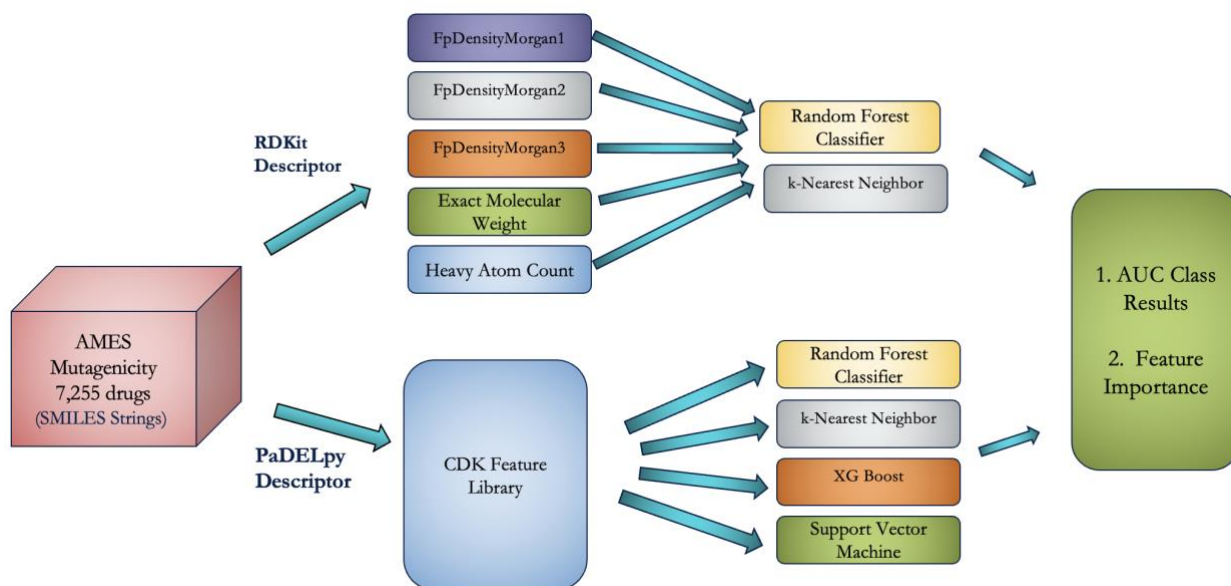 AMES
Mutagenicity
7,255 drugs
(SMILES Strings)
RDKit
Descriptor
FpDensityMorgan1
FpDensityMorgan2
FpDensityMorgan3
Exact Molecular
Weight
Heavy Atom Count
Random Forest
Classifier
k-Nearest Neighbor
PaDELpy
Descriptor
CDK Feature
Library
Random Forest
Classifier
k-Nearest Neighbor
XG Boost
Support Vector
Machine
1. AUC Class
Results
2. Feature
Importance